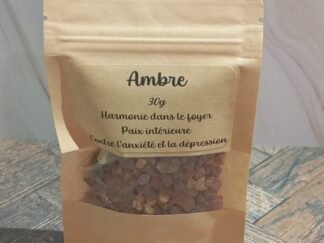 Ambre
30g
Harmonie dans le foyer
Paix intérieure
Contre l'anxiété et la dépression